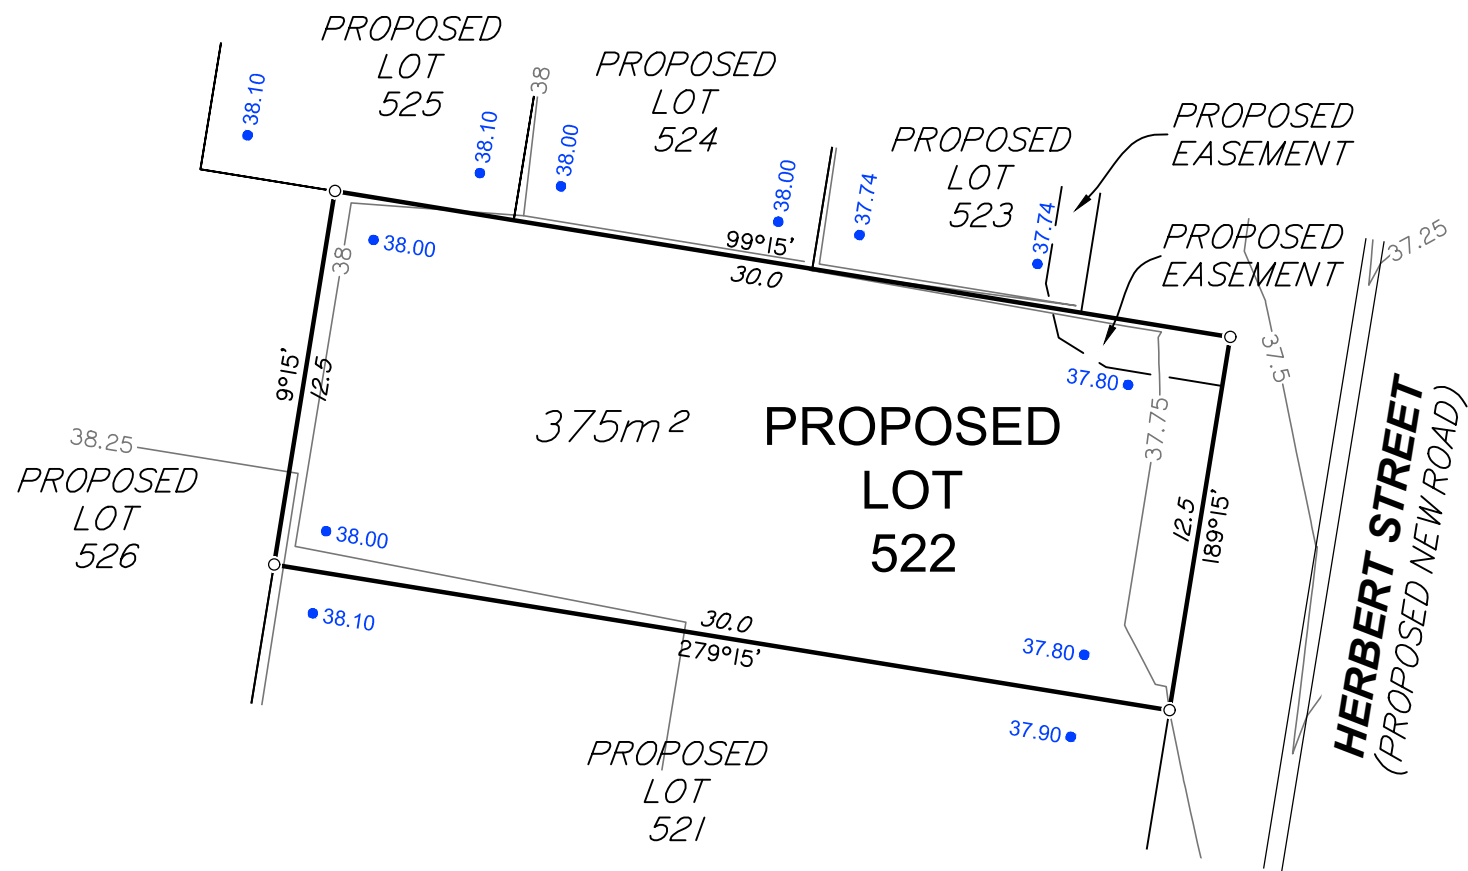 PROPOSED
LOT
525
38.10
38.10
38
PROPOSED
LOT
524
38.00
38.00
PROPOSED
LOT
523
37.74
37.74
PROPOSED
EASEMENT
PROPOSED
EASEMENT
37.25
99°15'
30.0
38
38.00
37.5
9°15'
12.5
37.80
37.75
375m²
PROPOSED
LOT
522
38.25
PROPOSED
LOT
526
38.00
12.5
189°15'
HERBERT STREET
(PROPOSED NEW ROAD)
38.10
30.0
279°15'
37.80
37.90
PROPOSED
LOT
521